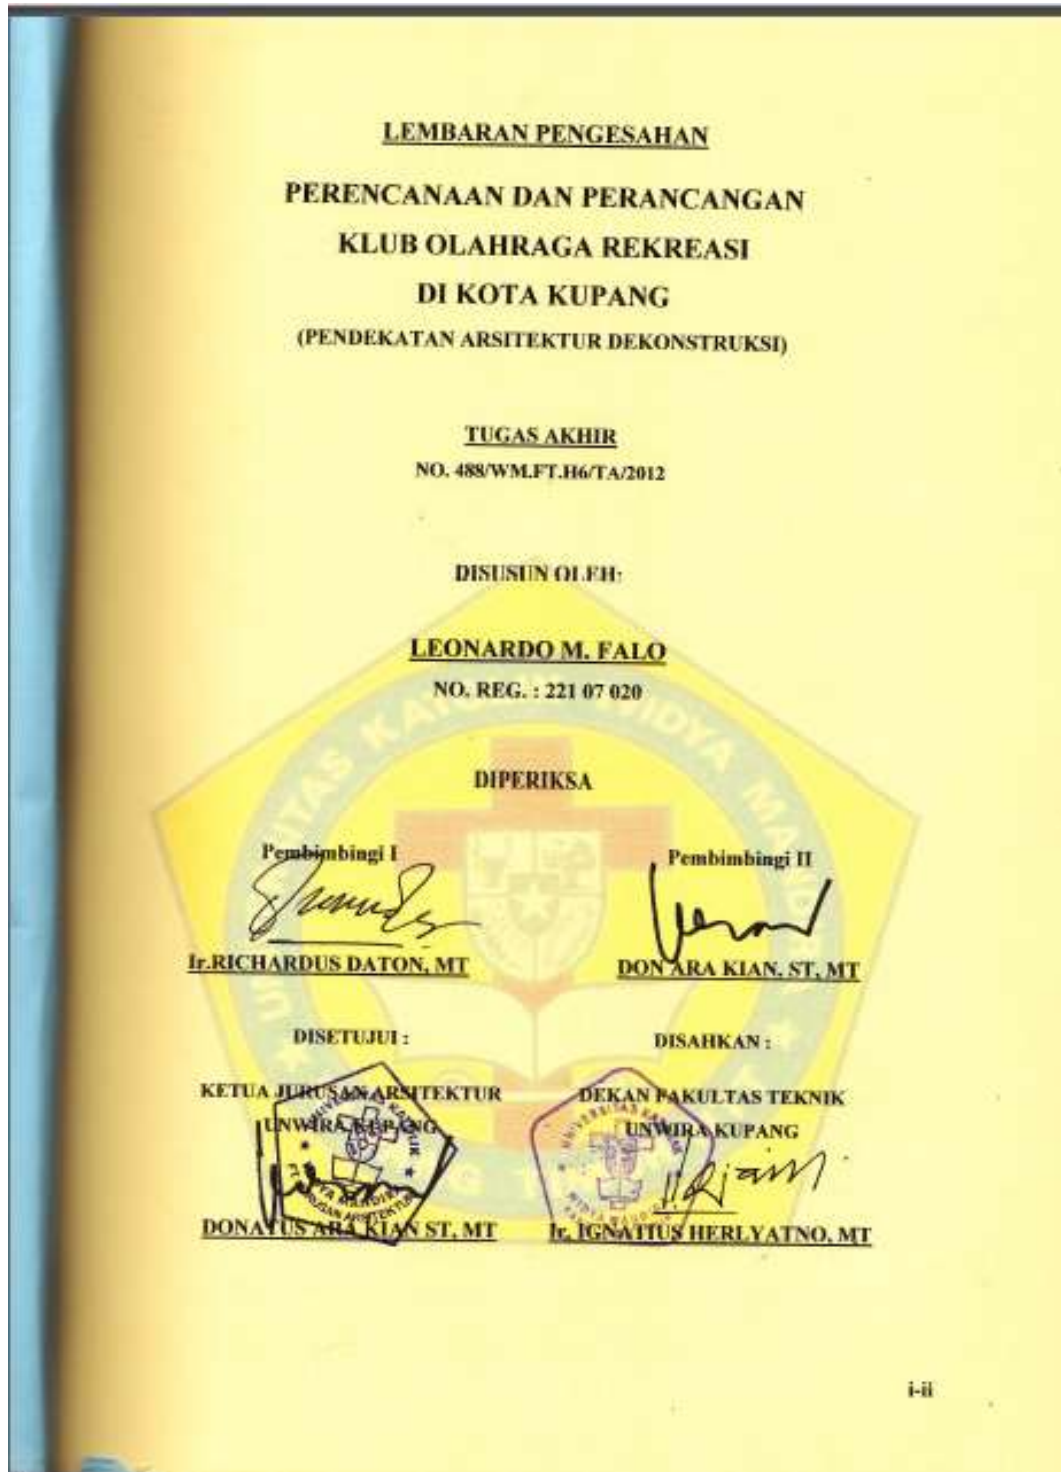 LEMBARAN PENGESAHAN
PERENCANAAN DAN PERANCANGAN
KLUB OLAHRAGA REKREASI
DI KOTA KUPANG
(PENDEKATAN ARSITEKTUR DEKONSTRUKSI)
TUGAS AKHIR
NO. 488/WM.FT.H6/TA/2012
DISUSUN OLEH:
LEONARDO M. FALO
NO. REG. : 221 07 020
DIPERIKSA
Pembimbingi I
Pembimbingi II
Ir.RICHARDUS DATON, MT
DON ARA KIAN, ST, MT
DISETUJUI :
DISAHKAN :
KETUA JURUSAN ARSITEKTUR
UNWIRA KUPANG
DEKAN FAKULTAS TEKNIK
UNWIRA KUPANG
DONATUS ARA KIAN ST, MT
Ir. IGNATIUS HERLYATNO, MT
i-ii